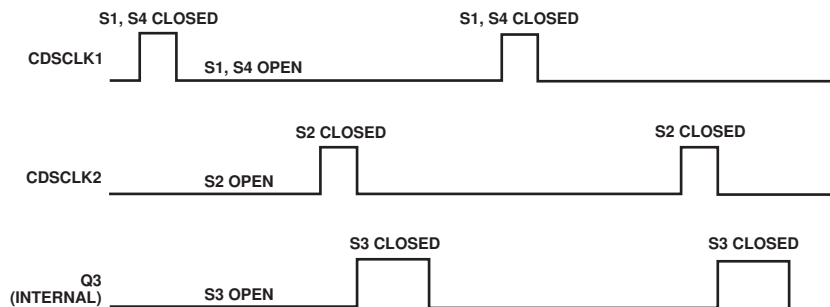 S1, S4 CLOSED
S1, S4 CLOSED
CDSCLK1
S1, S4 OPEN
S2 CLOSED
S2 CLOSED
CDSCLK2
S2 OPEN
S3 CLOSED
S3 CLOSED
Q3
(INTERNAL)
S3 OPEN